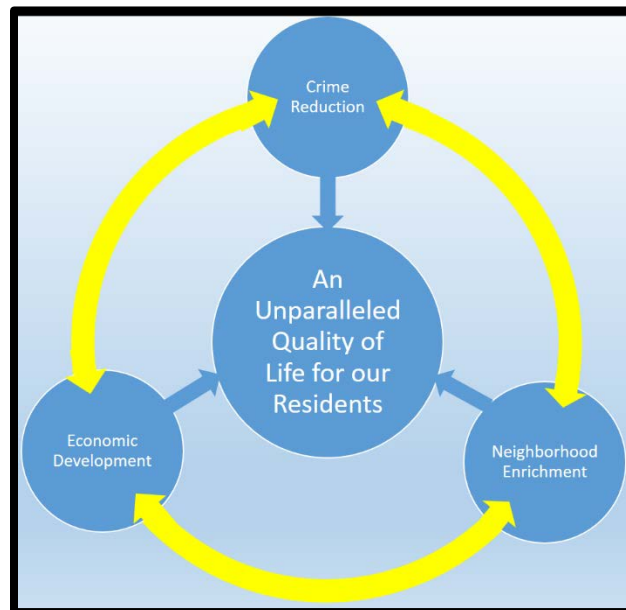 Crime
Reduction
An
Unparalleled
Quality of
Life for our
Residents
Economic
Development
Neighborhood
Enrichment